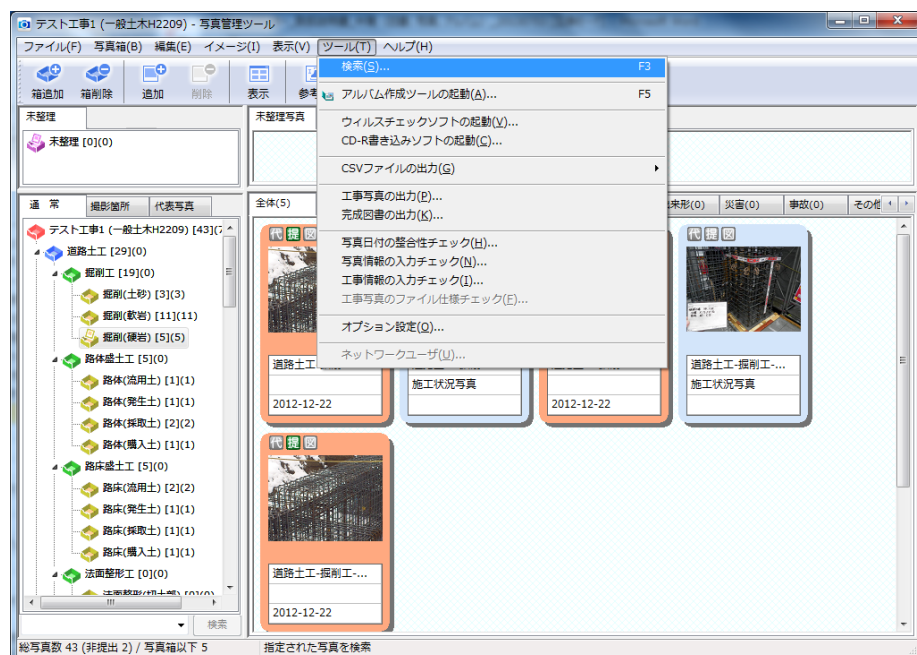 テスト工事1 (一般土木H2209) - 写真管理ツール
ファイル(F) 写真箱(B) 編集(E) イメージ(I) 表示(V) ツール(T) ヘルプ(H)
箱追加 箱削除 追加 削除 表示
検索(S)... F3
アルバム作成ツールの起動(A)... F5
ウィルスチェックソフトの起動(V)...
CD-R書き込みソフトの起動(C)...
CSVファイルの出力(G)
工事写真の出力(P)...
完成図書の出力(K)...
写真日付の整合性チェック(H)...
写真情報の入力チェック(N)...
工事情報の入力チェック(I)...
工事写真のファイル仕様チェック(F)...
オプション設定(O)...
ネットワークユーザ(U)...
未整理
未整理 [0](0)
未整理写真
通 常 撮影箇所 代表写真
テスト工事1 (一般土木H2209) [43](7
道路土工 [29](0)
掘削工 [19](0)
掘削(土砂) [3](3)
掘削(軟岩) [11](11)
掘削(硬岩) [5](5)
路体盛土工 [5](0)
路体(流用土) [1](1)
路体(発生土) [1](1)
路体(採取土) [2](2)
路体(購入土) [1](1)
路床盛土工 [5](0)
路床(流用土) [2](2)
路床(発生土) [1](1)
路床(採取土) [1](1)
路床(購入土) [1](1)
法面整形工 [0](0)
検索
全体(5) 来形(0) 災害(0) 事故(0) その他
代 提 図
2012-12-22
施工状況写真
2012-12-22
代 提 図
道路土工-掘削工-...
施工状況写真
代 提 図
道路土工-掘削工-...
2012-12-22
総写真数 43 (非提出 2) / 写真箱以下 5 指定された写真を検索